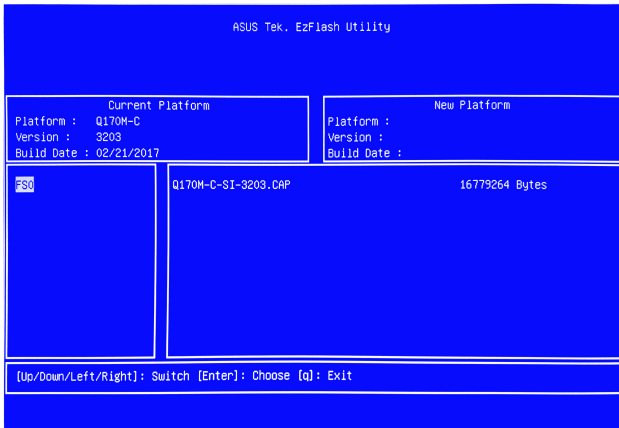 ASUS Tek. EzFlash Utility
Current Platform
Platform : Q170M-C
Version : 3203
Build Date : 02/21/2017
New Platform
Platform :
Version :
Build Date :
FS0
Q170M-C-SI-3203.CAP 16779264 Bytes
[Up/Down/Left/Right]: Switch [Enter]: Choose [q]: Exit